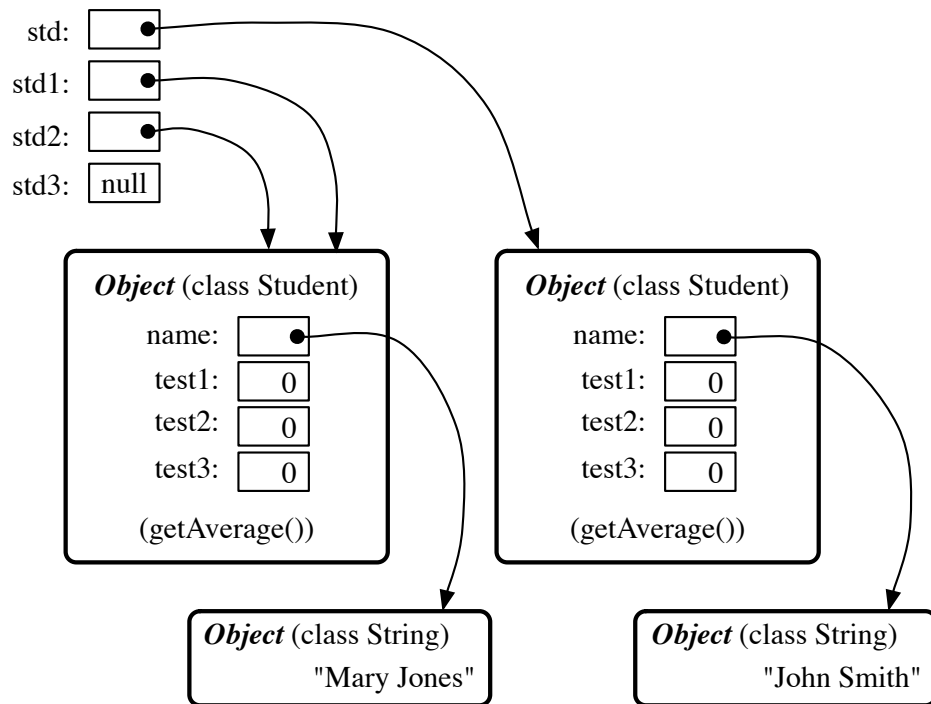 std:
std1:
std2:
std3: null
Object (class Student)
name:
test1: 0
test2: 0
test3: 0
(getAverage())
Object (class Student)
name:
test1: 0
test2: 0
test3: 0
(getAverage())
Object (class String)
"Mary Jones"
Object (class String)
"John Smith"